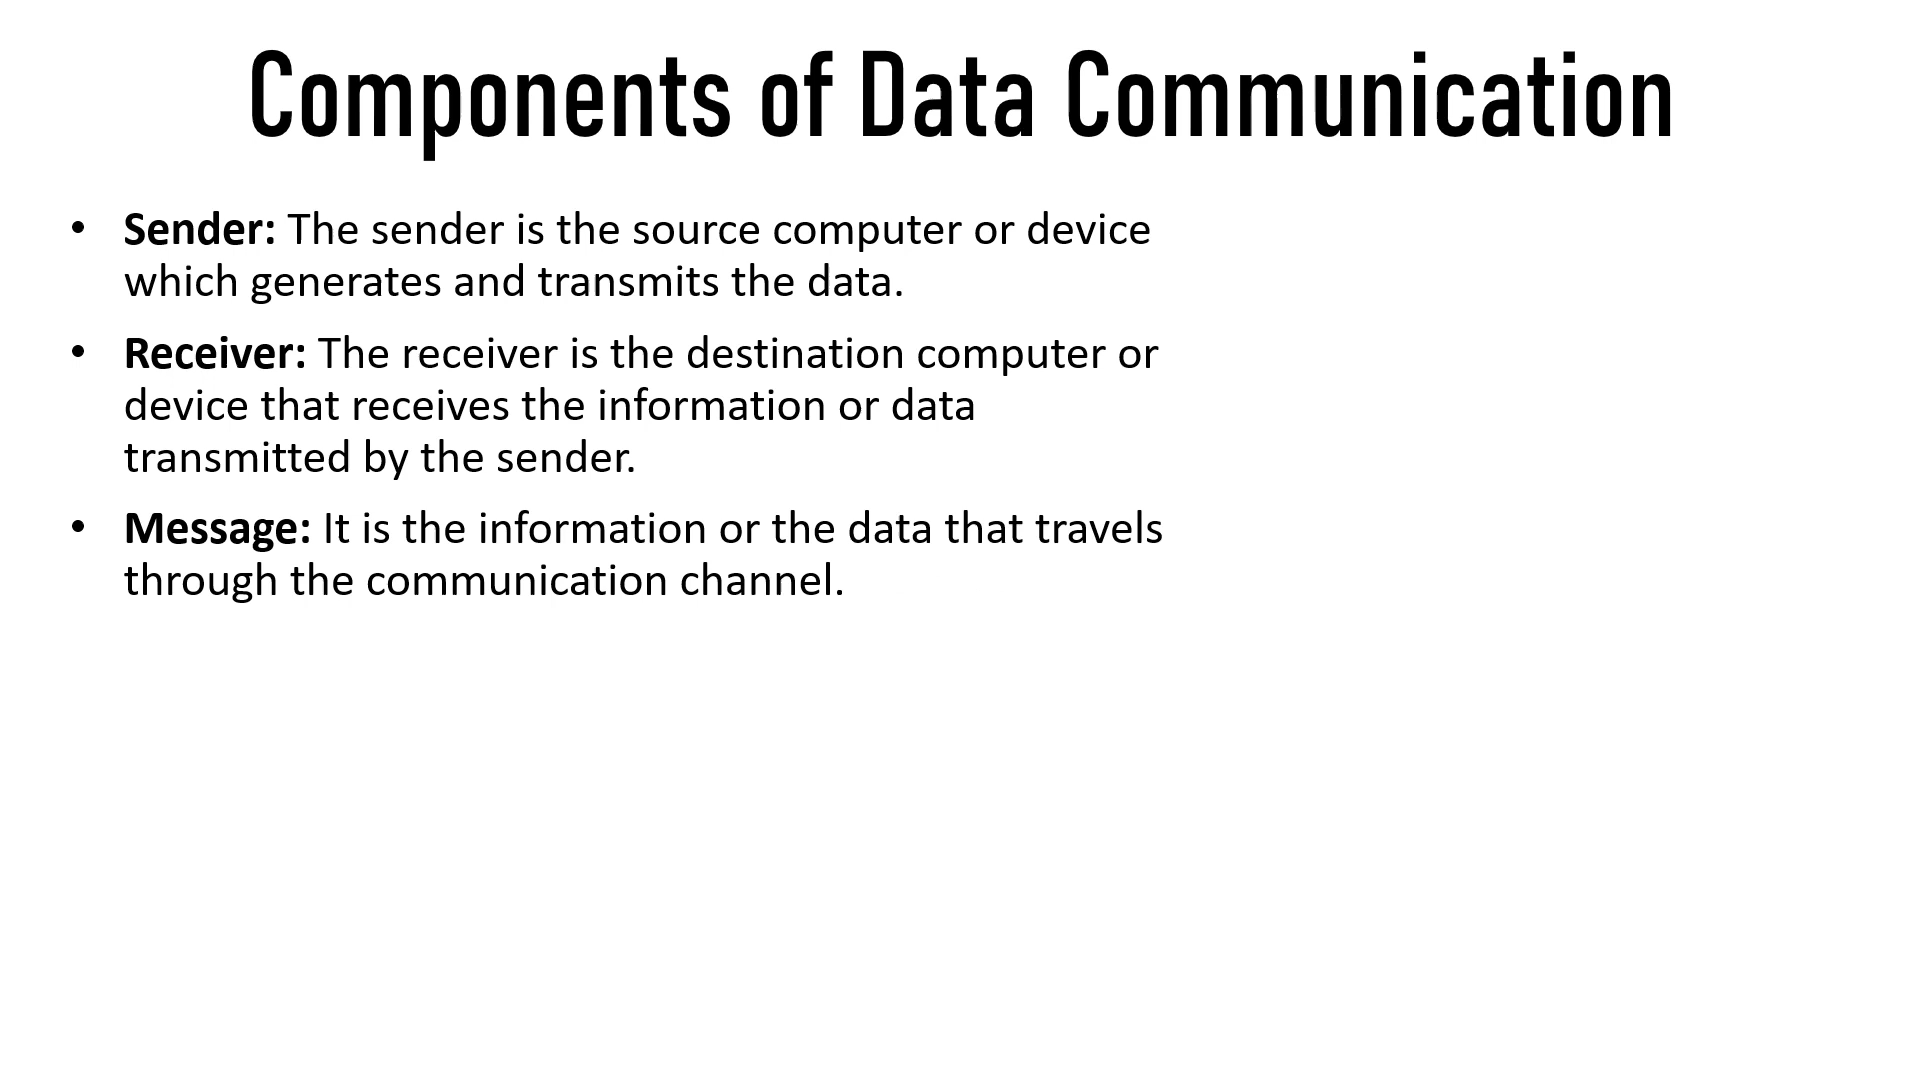 Components of Data Communication
• Sender: The sender is the source computer or device
which generates and transmits the data.
• Receiver: The receiver is the destination computer or
device that receives the information or data
transmitted by the sender.
• Message: It is the information or the data that travels
through the communication channel.